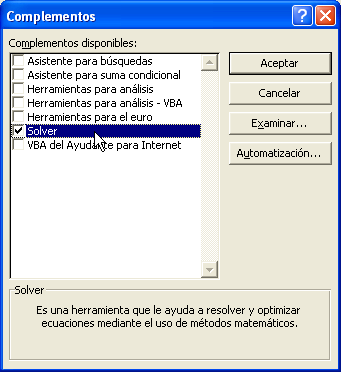 Complementos
Complementos disponibles:
Asistente para búsquedas
Asistente para suma condicional
Herramientas para análisis
Herramientas para análisis - VBA
Herramientas para el euro
Solver
VBA del Ayudante para Internet
Aceptar
Cancelar
Examinar...
Automatización...
Solver
Es una herramienta que le ayuda a resolver y optimizar
ecuaciones mediante el uso de métodos matemáticos.